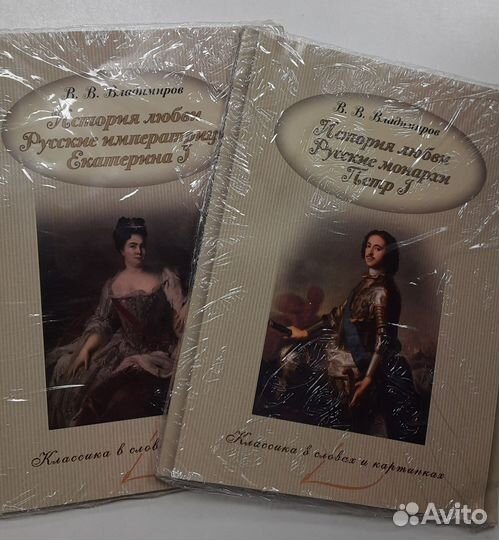 В. В. Владимиров
История любви
Русские императрицы
Екатерина I
Классика в слов
В. В. Владимиров
История любви
Русские монархи
Петр I
Классика в словах и картинках
Avito